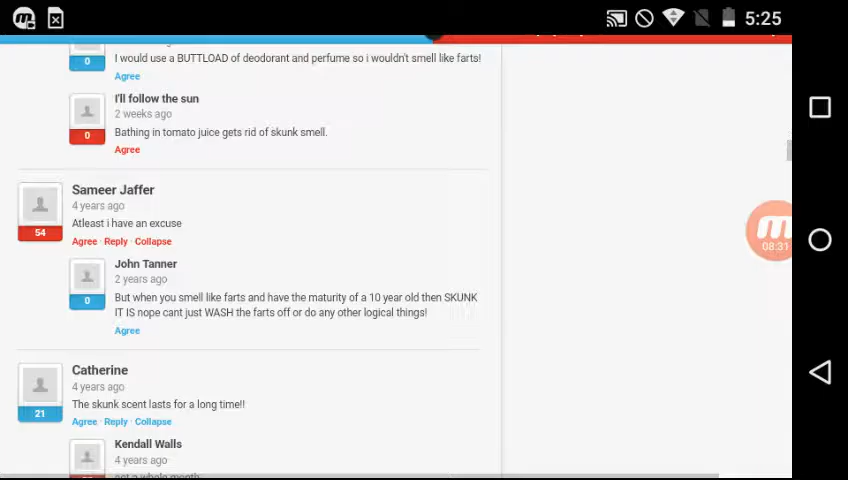 5:25
0
I would use a BUTTLOAD of deodorant and perfume so i wouldn't smell like farts!
Agree
I'll follow the sun
2 weeks ago
0
Bathing in tomato juice gets rid of skunk smell.
Agree
Sameer Jaffer
4 years ago
Atleast i have an excuse
54
Agree · Reply · Collapse
John Tanner
2 years ago
But when you smell like farts and have the maturity of a 10 year old then SKUNK
0
IT IS nope cant just WASH the farts off or do any other logical things!
Agree
Catherine
4 years ago
The skunk scent lasts for a long time!!
21
Agree · Reply · Collapse
Kendall Walls
4 years ago
not a whole month
08:31